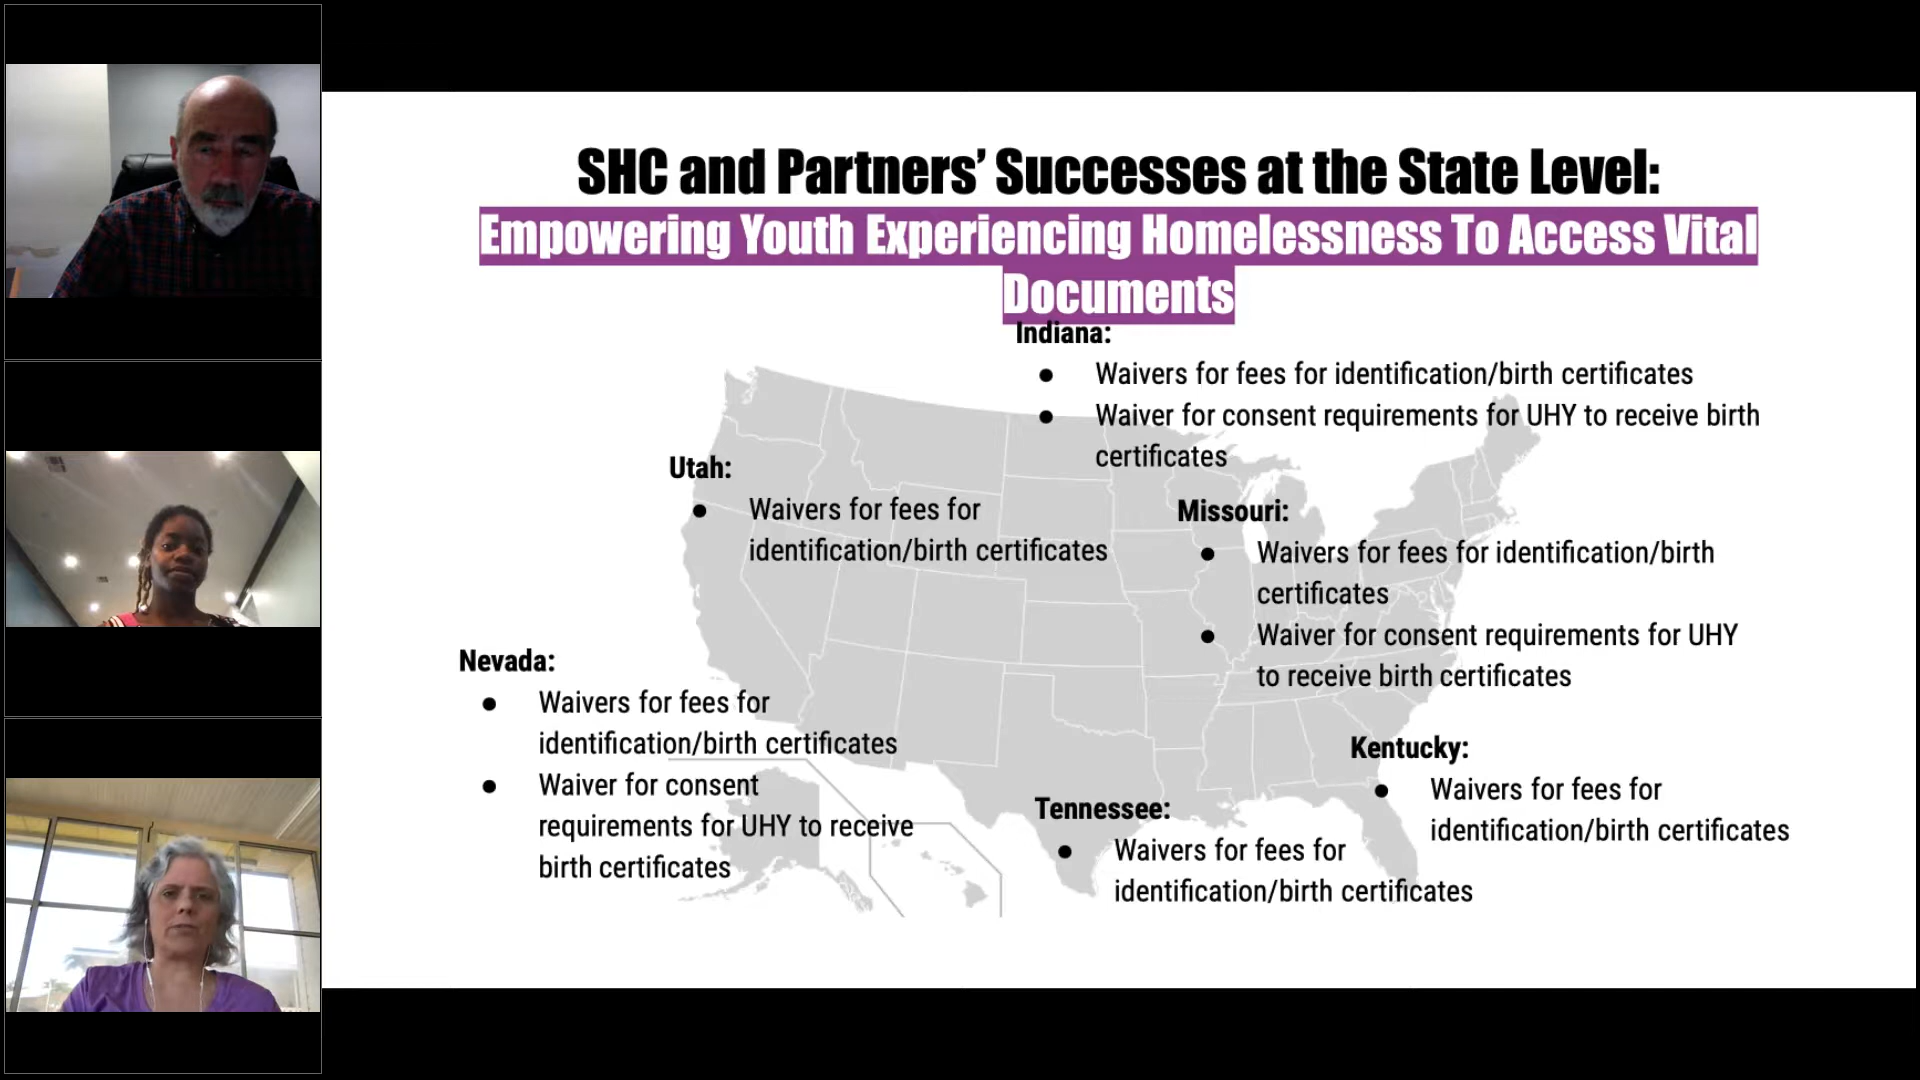 SHC and Partners' Successes at the State Level:
Empowering Youth Experiencing Homelessness To Access Vital
Documents
Indiana:
● Waivers for fees for identification/birth certificates
● Waiver for consent requirements for UHY to receive birth
certificates
Utah:
● Waivers for fees for
identification/birth certificates
Missouri:
● Waivers for fees for identification/birth
certificates
● Waiver for consent requirements for UHY
to receive birth certificates
Nevada:
● Waivers for fees for
identification/birth certificates
● Waiver for consent
requirements for UHY to receive
birth certificates
Kentucky:
● Waivers for fees for
identification/birth certificates
Tennessee:
● Waivers for fees for
identification/birth certificates